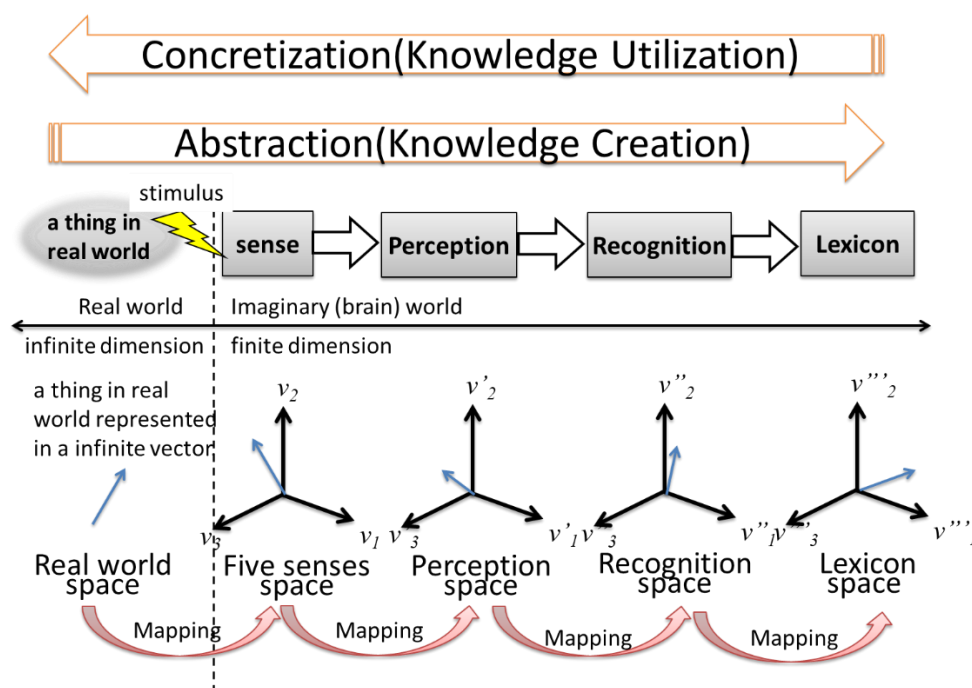 Concretization(Knowledge Utilization)
Abstraction(Knowledge Creation)
stimulus
a thing in
real world
sense
Perception
Recognition
Lexicon
Real world
Imaginary (brain) world
infinite dimension
finite dimension
a thing in real
world represented
in a infinite vector
v2
v'2
v''2
v'''2
v3
v1
v'3
v'1
v''3
v''1
v'''3
Real world
space
Five senses
space
Perception
space
Recognition
space
Lexicon
space
Mapping
Mapping
Mapping
Mapping